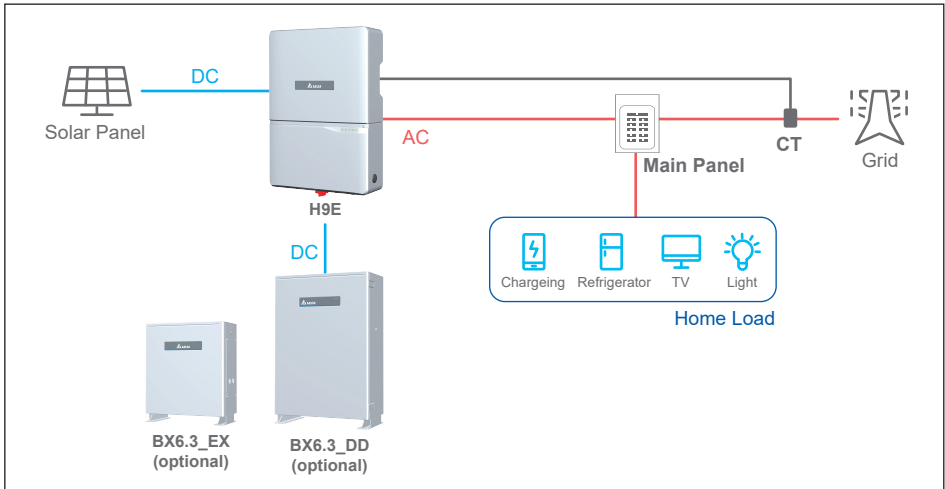 DC
Solar Panel
AC
Main Panel
CT
Grid
H9E
DC
Chargeing
Refrigerator
TV
Light
Home Load
BX6.3_EX
(optional)
BX6.3_DD
(optional)